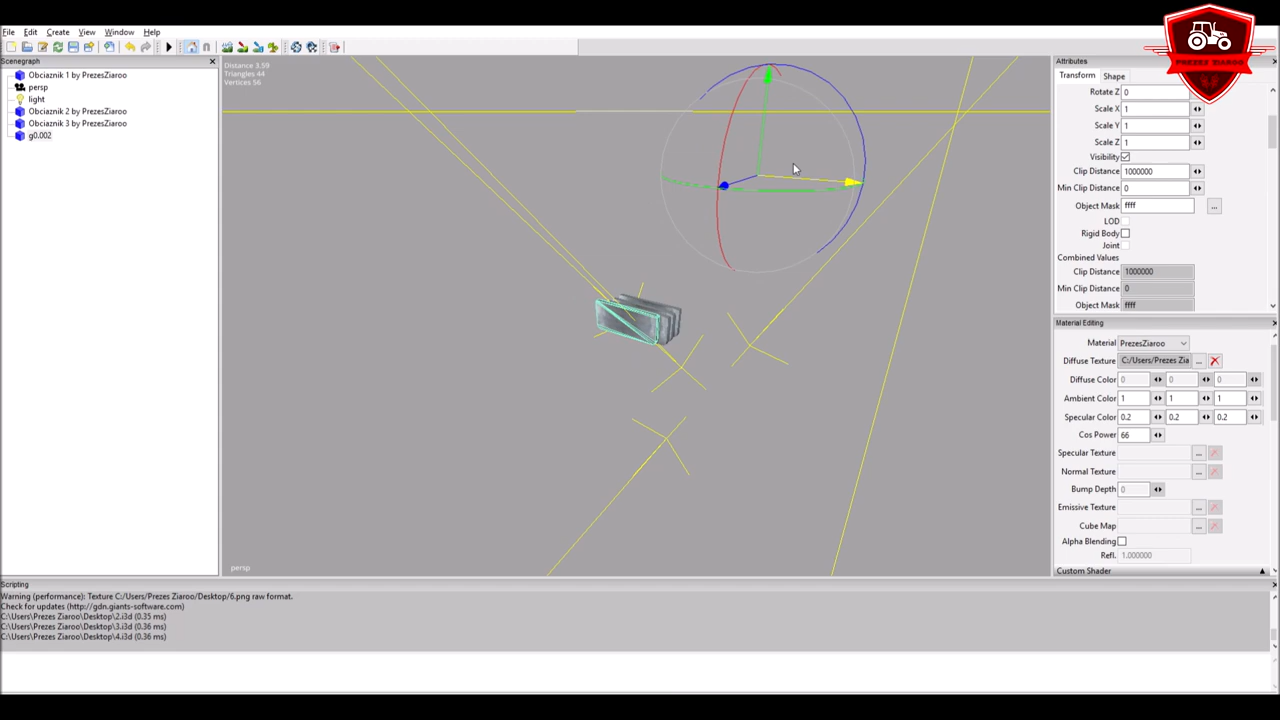 File Edit Create View Window Help
PREZES ZIAROO
Scenegraph
Obciaznik 1 by PrezesZiaroo
persp
light
Obciaznik 2 by PrezesZiaroo
Obciaznik 3 by PrezesZiaroo
g0.002
Distance 3.59
Triangles 44
Vertices 56
persp
Attributes
Transform Shape
Rotate Z 0
Scale X 1
Scale Y 1
Scale Z 1
Visibility
Clip Distance 1000000
Min Clip Distance 0
Object Mask ffff ...
LOD
Rigid Body
Joint
Combined Values
Clip Distance 1000000
Min Clip Distance 0
Object Mask ffff
Material Editing
Material PrezesZiaroo
Diffuse Texture C:/Users/Prezes Zia ...
Diffuse Color 0 0 0
Ambient Color 1 1 1
Specular Color 0.2 0.2 0.2
Cos Power 66
Specular Texture ...
Normal Texture ...
Bump Depth 0
Emissive Texture ...
Cube Map ...
Alpha Blending
Refl. 1.000000
Custom Shader
Scripting
Warning (performance): Texture C:/Users/Prezes Ziaroo/Desktop/6.png raw format.
Check for updates (http://gdn.giants-software.com)
C:\Users\Prezes Ziaroo\Desktop\2.i3d (0.35 ms)
C:\Users\Prezes Ziaroo\Desktop\3.i3d (0.36 ms)
C:\Users\Prezes Ziaroo\Desktop\4.i3d (0.36 ms)